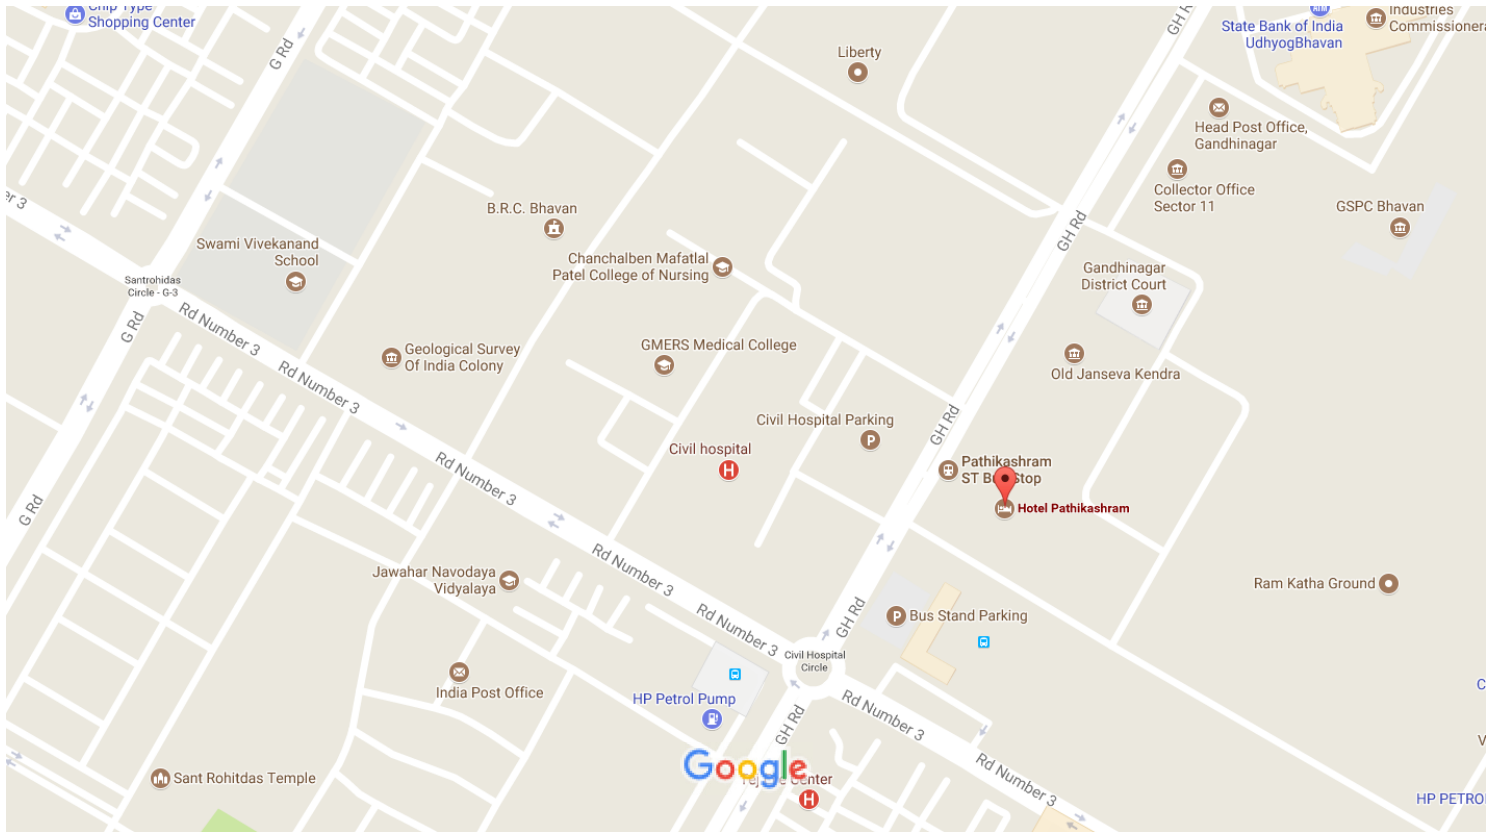 Chip Type
Shopping Center
G Rd
Liberty
GH Rd
State Bank of India
UdhyogBhavan
Industries
Head Post Office,
Gandhinagar
Collector Office
Sector 11
GSPC Bhavan
B.R.C. Bhavan
Swami Vivekanand
School
Santrohidas
Circle - G-3
Chanchalben Mafatlal
Patel College of Nursing
GH Rd
Gandhinagar
District Court
G Rd
Rd Number 3
Rd Number 3
Geological Survey
Of India Colony
GMERS Medical College
Old Janseva Kendra
Civil Hospital Parking
P
GH Rd
Civil hospital
H
Rd Number 3
Pathikashram
Hotel Pathikashram
G Rd
Rd Number 3
Jawahar Navodaya
Vidyalaya
Ram Katha Ground
GH Rd
P
Bus Stand Parking
Rd Number 3
Civil Hospital
Circle
India Post Office
HP Petrol Pump
GH Rd
Rd Number 3
Google
Sant Rohitdas Temple
Rd Number 3
Center
H